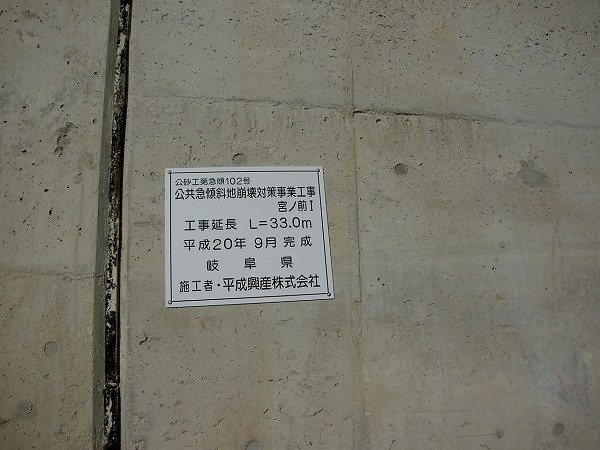 公砂工第急傾102号
公共急傾斜地崩壊対策事業工事
宮ノ前I
工事延長 L=33.0m
平成20年 9月 完成
岐阜県
施工者・平成興産株式会社